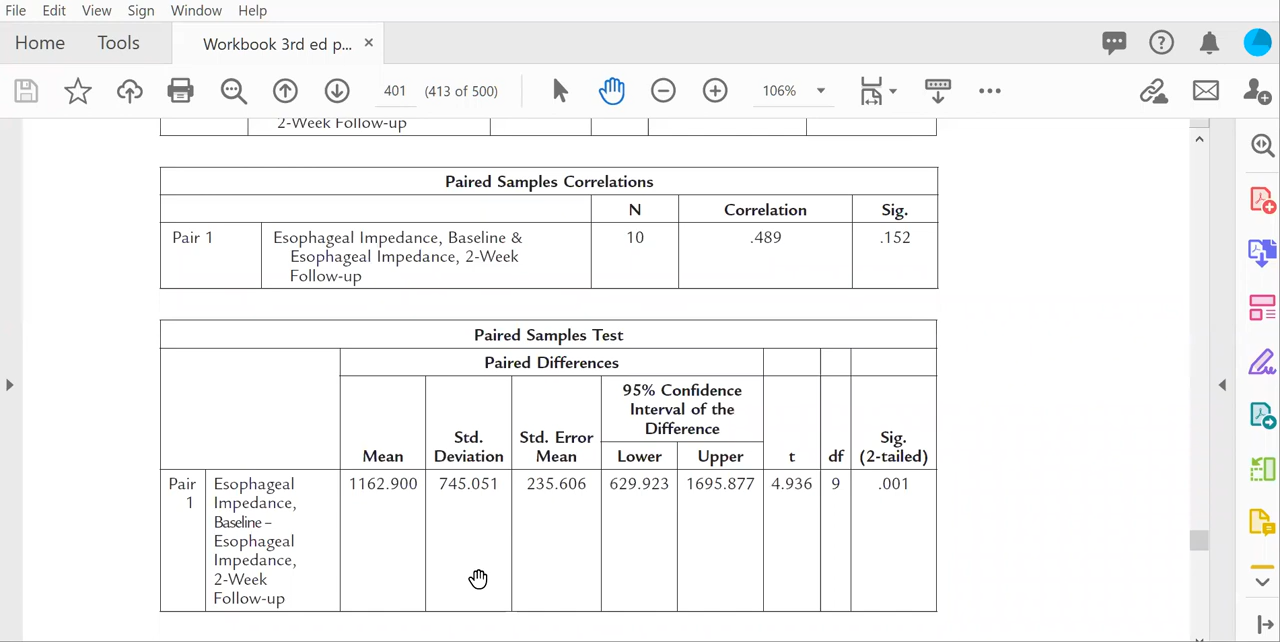 File Edit View Sign Window Help
Home Tools Workbook 3rd ed p... ×
401 (413 of 500) 106%
2-Week Follow-up
Paired Samples Correlations
N Correlation Sig.
Pair 1 Esophageal Impedance, Baseline & 10 .489 .152
Esophageal Impedance, 2-Week
Follow-up
Paired Samples Test
Paired Differences
95% Confidence
Interval of the
Difference
Std. Std. Error Sig.
Mean Deviation Mean Lower Upper t df (2-tailed)
Pair Esophageal 1162.900 745.051 235.606 629.923 1695.877 4.936 9 .001
1 Impedance,
Baseline –
Esophageal
Impedance,
2-Week
Follow-up